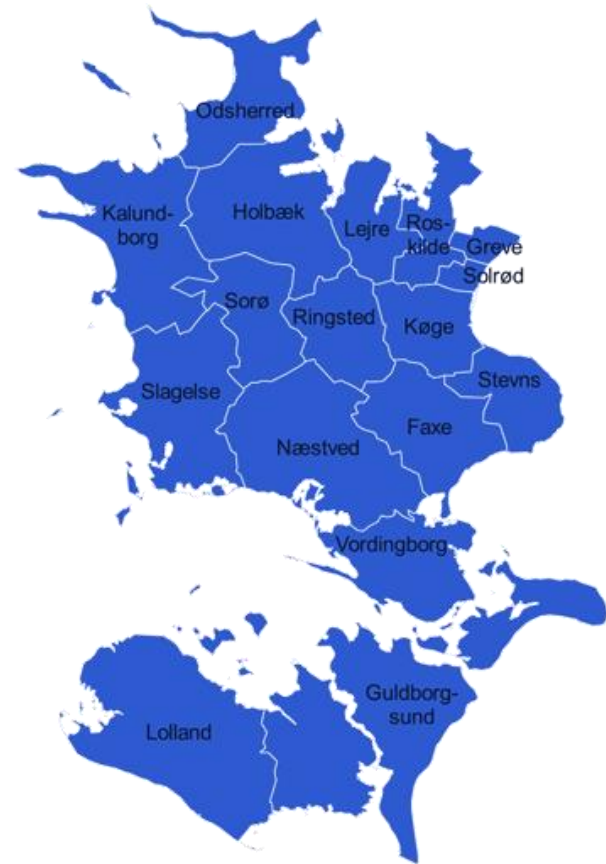 Odsherred
Kalund-
borg
Holbæk
Lejre
Ros-
kilde
Greve
Solrød
Sorø
Ringsted
Køge
Stevns
Slagelse
Næstved
Faxe
Vordingborg
Guldborg-
sund
Lolland